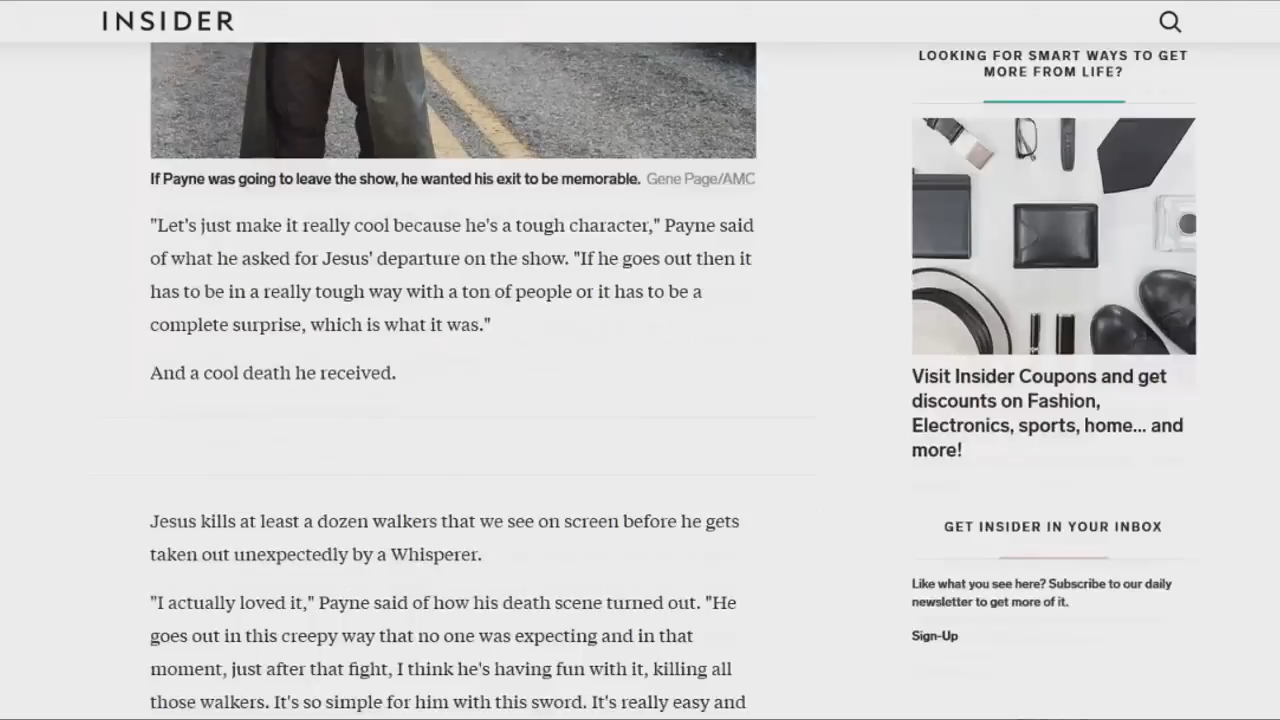 INSIDER
If Payne was going to leave the show, he wanted his exit to be memorable. Gene Page/AMC
"Let's just make it really cool because he's a tough character," Payne said
of what he asked for Jesus' departure on the show. "If he goes out then it
has to be in a really tough way with a ton of people or it has to be a
complete surprise, which is what it was."
And a cool death he received.
Jesus kills at least a dozen walkers that we see on screen before he gets
taken out unexpectedly by a Whisperer.
"I actually loved it," Payne said of how his death scene turned out. "He
goes out in this creepy way that no one was expecting and in that
moment, just after that fight, I think he's having fun with it, killing all
those walkers. It's so simple for him with this sword. It's really easy and
LOOKING FOR SMART WAYS TO GET
MORE FROM LIFE?
Visit Insider Coupons and get
discounts on Fashion,
Electronics, sports, home... and
more!
GET INSIDER IN YOUR INBOX
Like what you see here? Subscribe to our daily
newsletter to get more of it.
Sign-Up